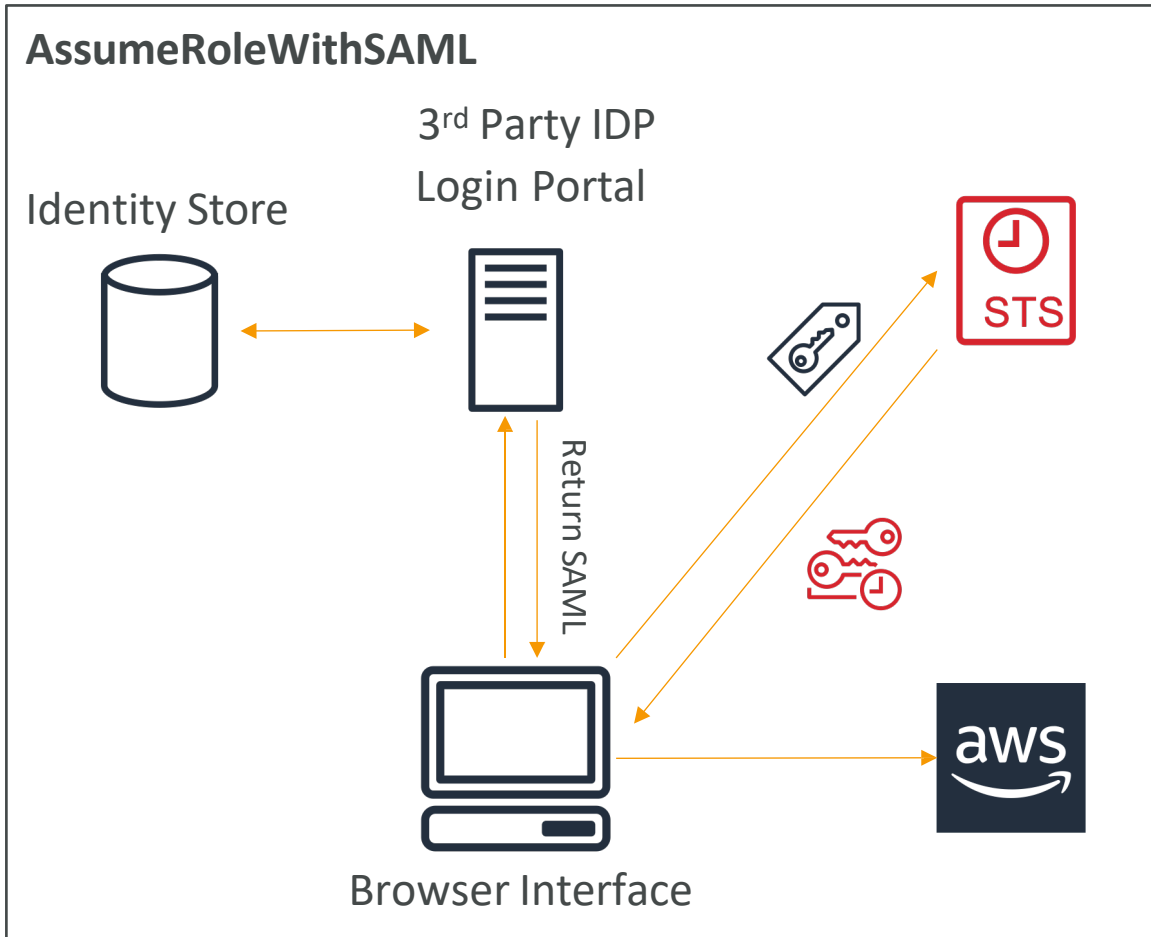 AssumeRoleWithSAML
3rd Party IDP
Login Portal
Identity Store
STS
Return SAML
aws
Browser Interface